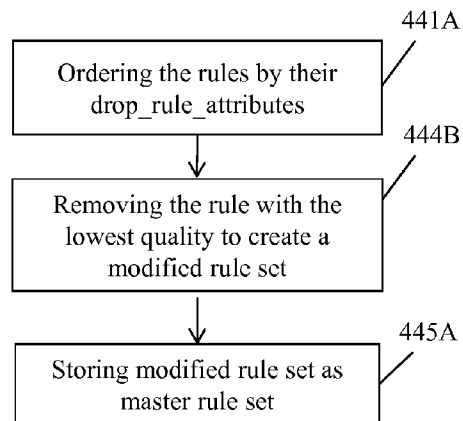 441A
Ordering the rules by their
drop_rule_attributes
444B
Removing the rule with the
lowest quality to create a
modified rule set
445A
Storing modified rule set as
master rule set